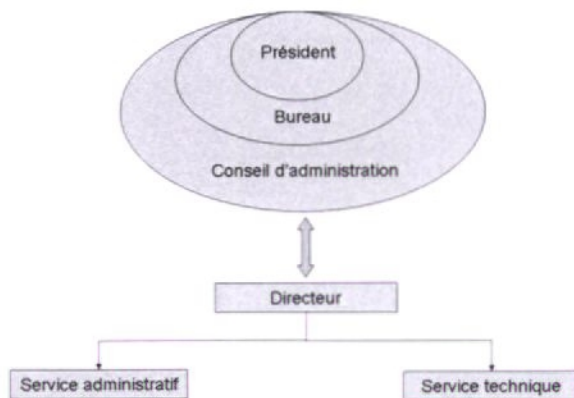 Président
Bureau
Conseil d'administration
Directeur
Service administratif
Service technique